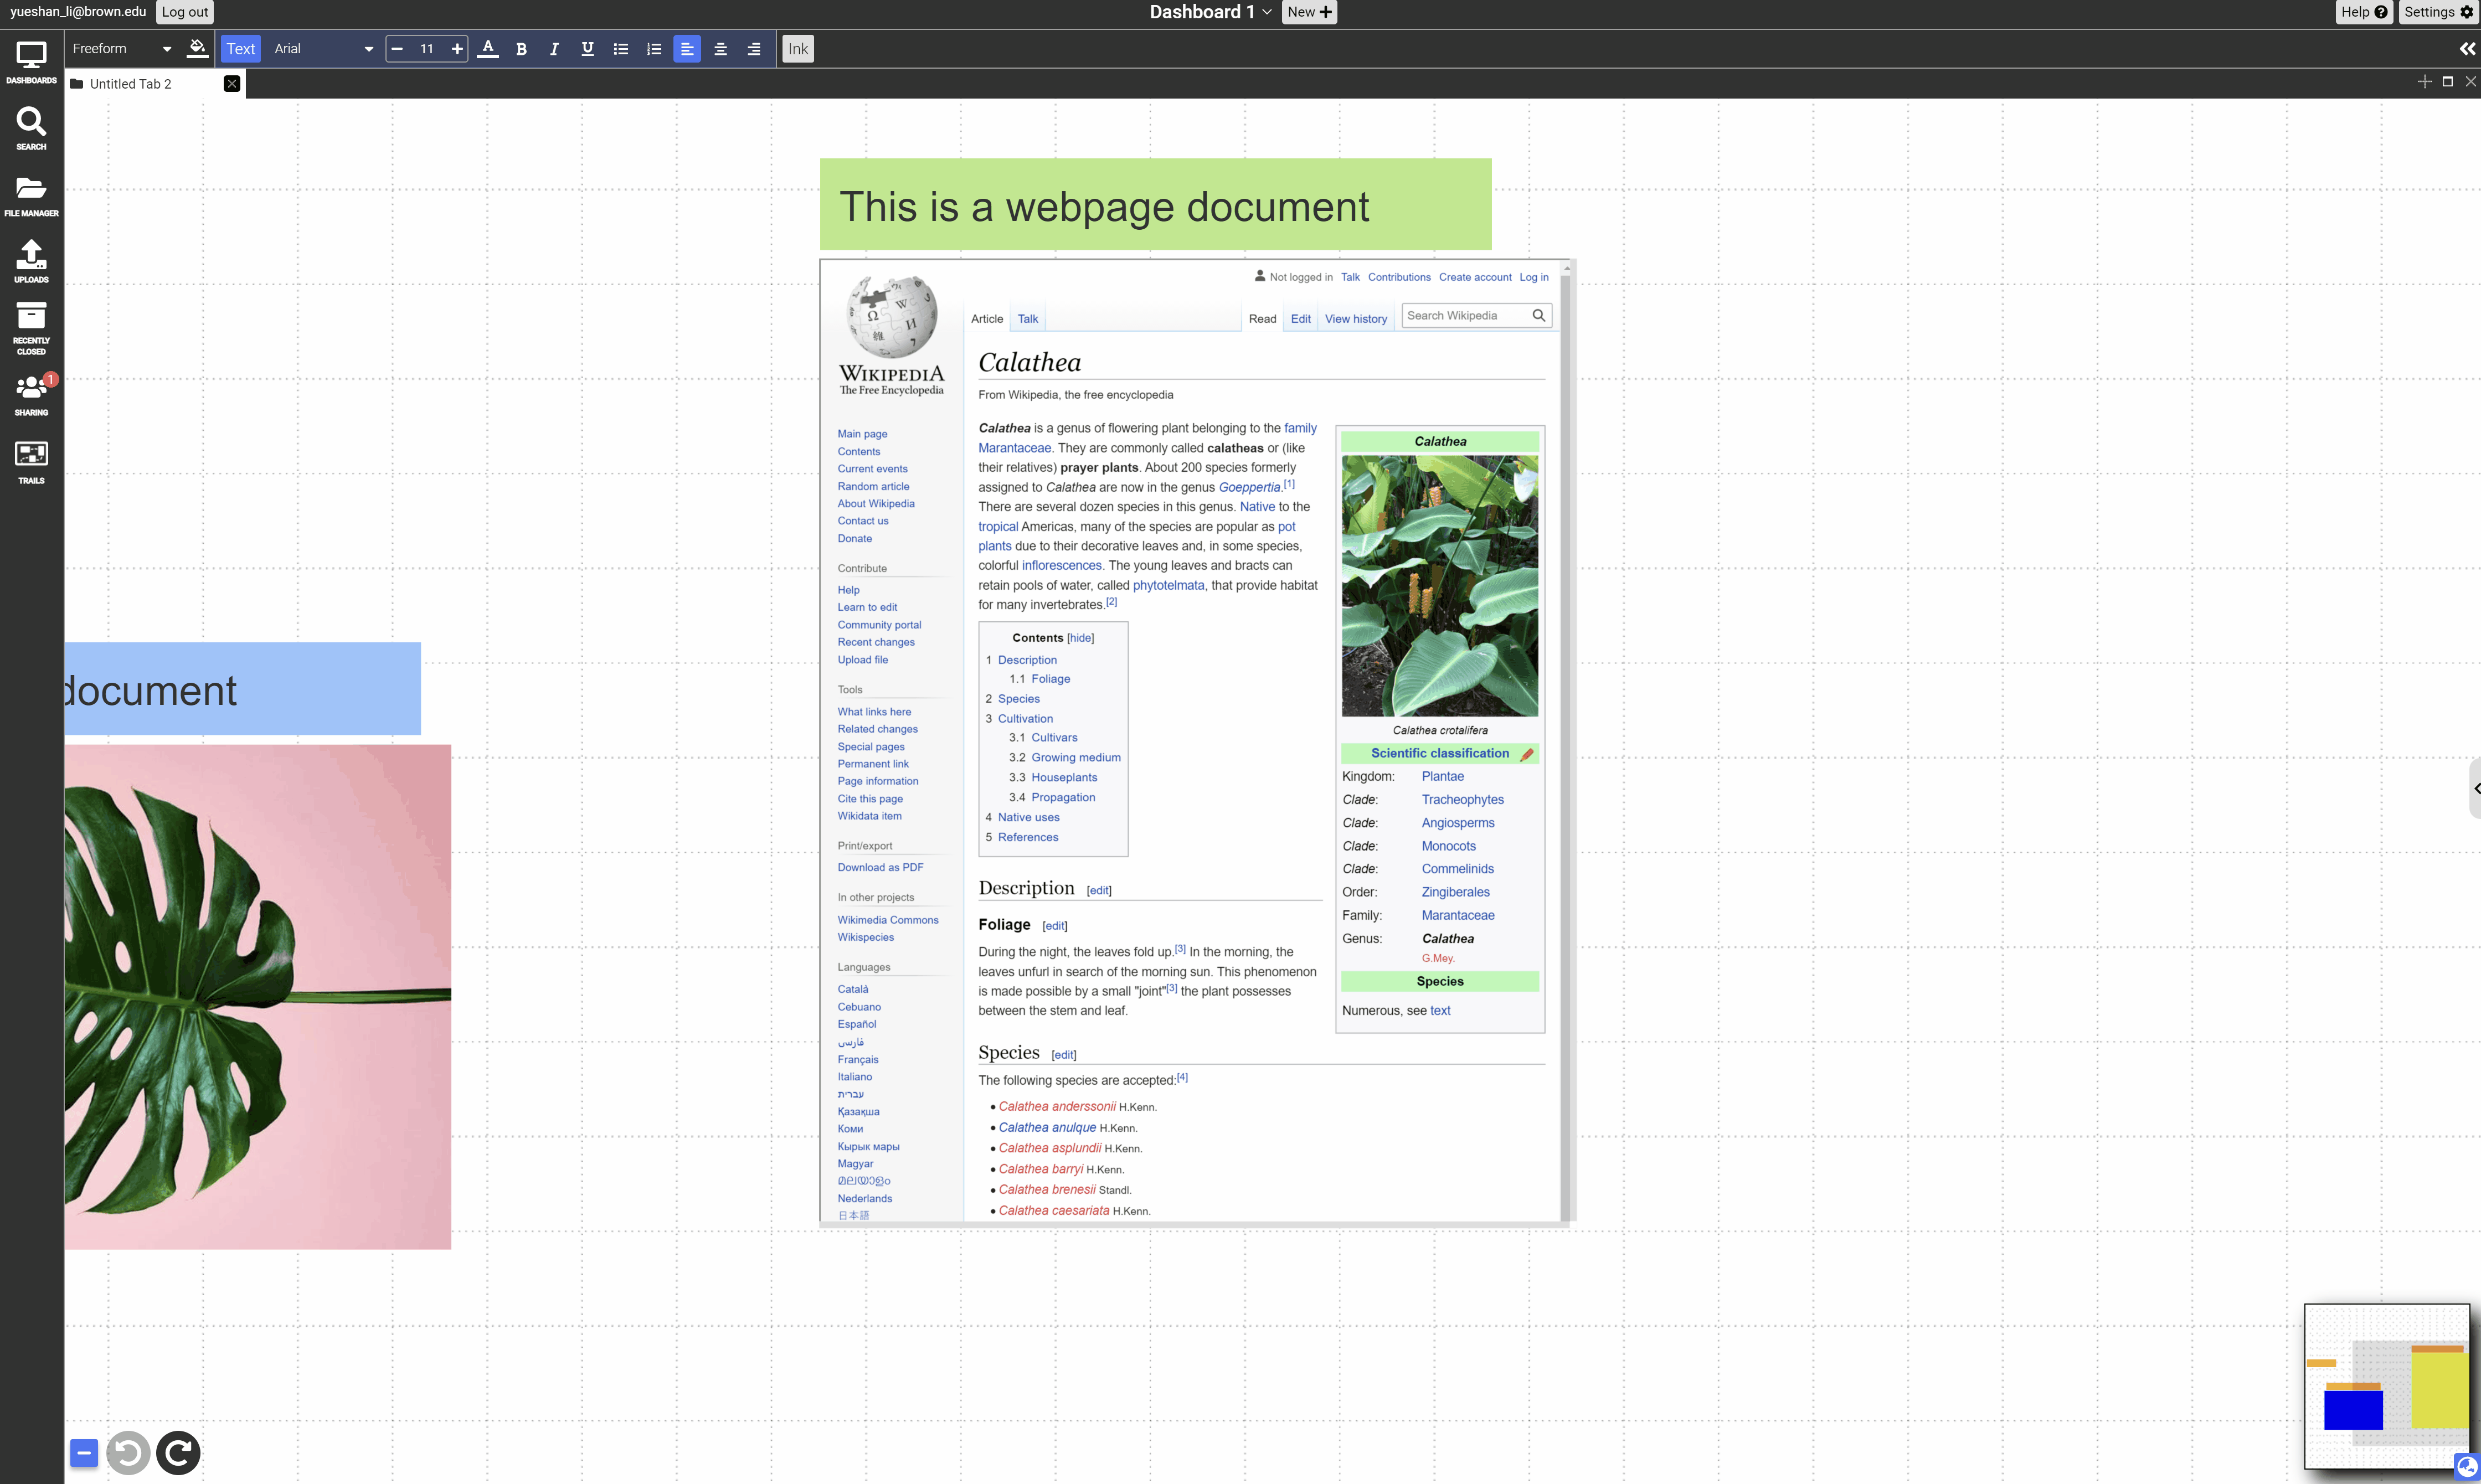 yueshan_li@brown.edu Log out Dashboard 1 New Help Settings
Freeform Text Arial 11 A B I U Ink
DASHBOARDS
Untitled Tab 2
SEARCH
FILE MANAGER
UPLOADS
RECENTLY
CLOSED
1
SHARING
TRAILS
This is a webpage document
document
Not logged in Talk Contributions Create account Log in
Article Talk Read Edit View history Search Wikipedia
WIKIPEDIA
The Free Encyclopedia
Main page
Contents
Current events
Random article
About Wikipedia
Contact us
Donate
Contribute
Help
Learn to edit
Community portal
Recent changes
Upload file
Tools
What links here
Related changes
Special pages
Permanent link
Page information
Cite this page
Wikidata item
Print/export
Download as PDF
In other projects
Wikimedia Commons
Wikispecies
Languages
Català
Cebuano
Español
فارسی
Français
Italiano
עברית
Қазақша
Коми
Кырык мары
Magyar
മലയാളം
Nederlands
日本語
Calathea
From Wikipedia, the free encyclopedia
Calathea is a genus of flowering plant belonging to the family
Marantaceae. They are commonly called calatheas or (like
their relatives) prayer plants. About 200 species formerly
assigned to Calathea are now in the genus Goeppertia.[1]
There are several dozen species in this genus. Native to the
tropical Americas, many of the species are popular as pot
plants due to their decorative leaves and, in some species,
colorful inflorescences. The young leaves and bracts can
retain pools of water, called phytotelmata, that provide habitat
for many invertebrates.[2]
Contents [hide]
1 Description
1.1 Foliage
2 Species
3 Cultivation
3.1 Cultivars
3.2 Growing medium
3.3 Houseplants
3.4 Propagation
4 Native uses
5 References
Description [edit]
Foliage [edit]
During the night, the leaves fold up.[3] In the morning, the
leaves unfurl in search of the morning sun. This phenomenon
is made possible by a small "joint"[3] the plant possesses
between the stem and leaf.
Species [edit]
The following species are accepted:[4]
• Calathea anderssonii H.Kenn.
• Calathea anulque H.Kenn.
• Calathea asplundii H.Kenn.
• Calathea barryi H.Kenn.
• Calathea brenesii Standl.
• Calathea caesariata H.Kenn.
Calathea
Calathea crotalifera
Scientific classification
Kingdom: Plantae
Clade: Tracheophytes
Clade: Angiosperms
Clade: Monocots
Clade: Commelinids
Order: Zingiberales
Family: Marantaceae
Genus: Calathea
G.Mey.
Species
Numerous, see text